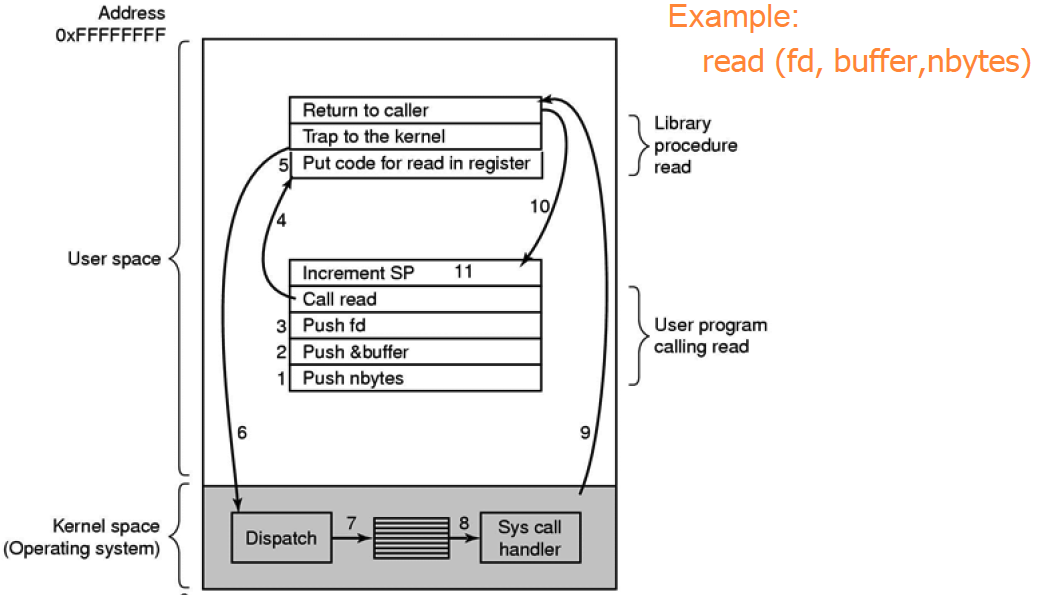 Address
0xFFFFFFFF
Example:
read (fd, buffer,nbytes)
Return to caller
Trap to the kernel
5 Put code for read in register
Library
procedure
read
4
10
User space
Increment SP 11
Call read
3 Push fd
2 Push &buffer
1 Push nbytes
User program
calling read
6
9
Kernel space
(Operating system)
Dispatch
7
8
Sys call
handler